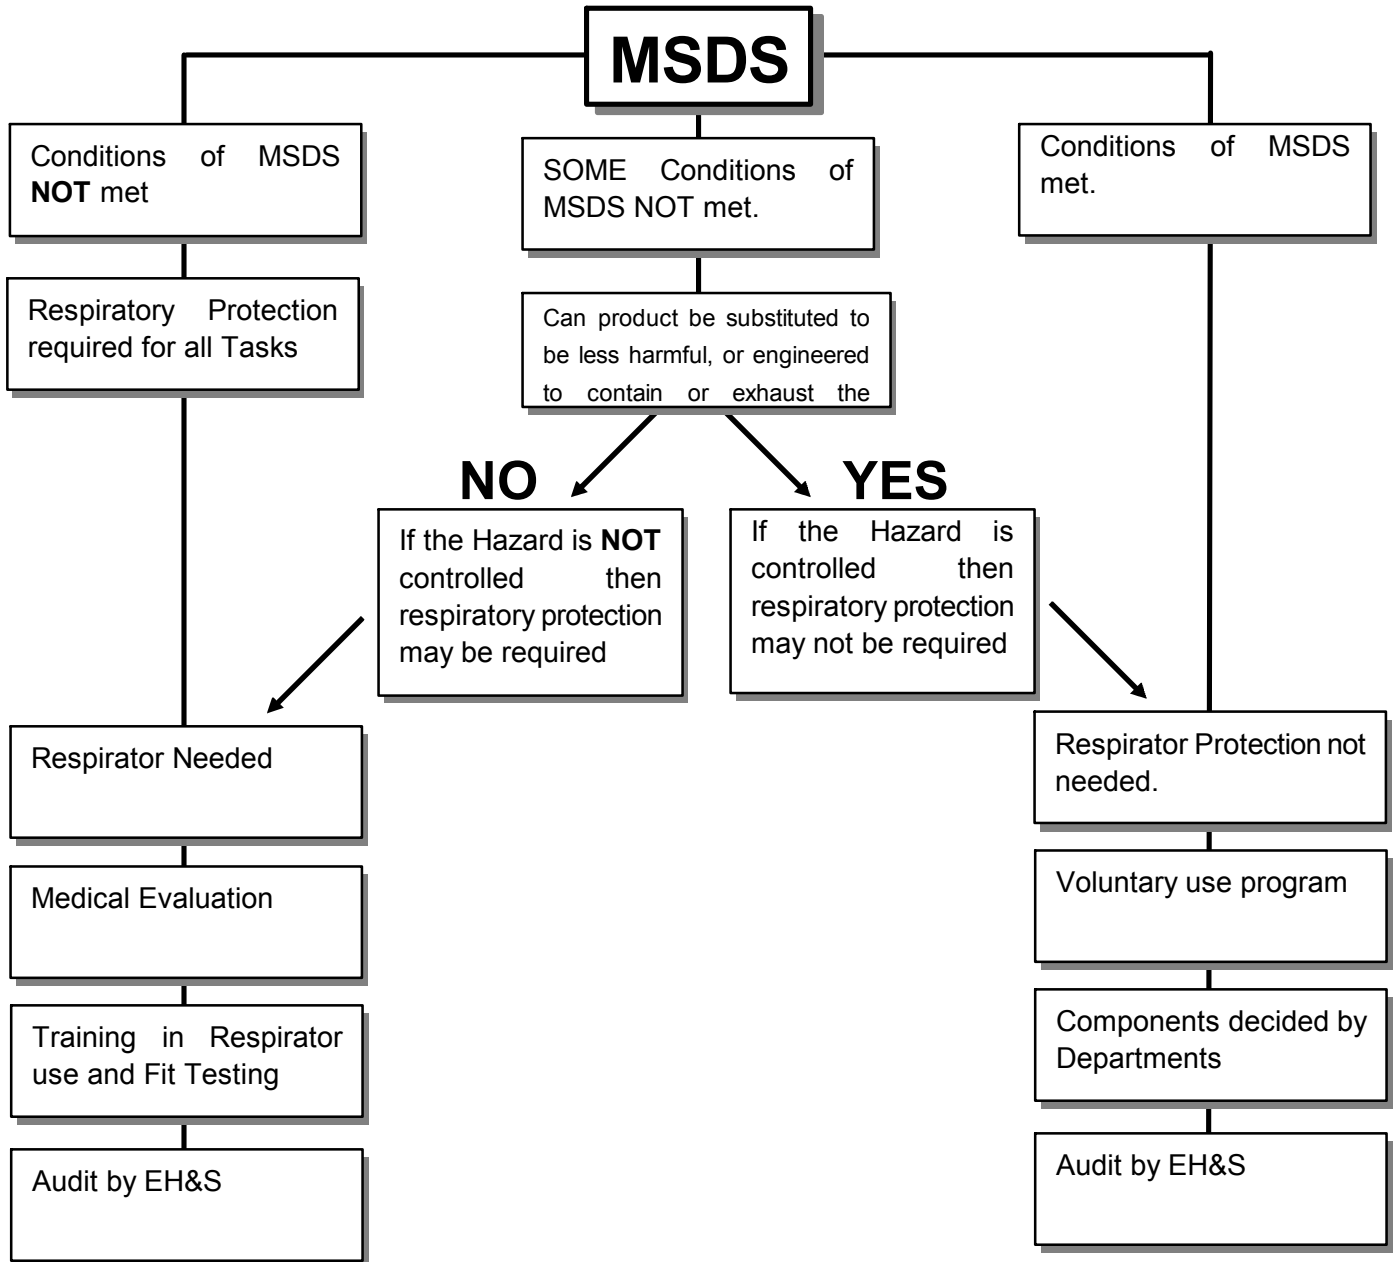 MSDS
Conditions of MSDS
NOT met
SOME Conditions of
MSDS NOT met.
Conditions of MSDS
met.
Respiratory Protection
required for all Tasks
Can product be substituted to
be less harmful, or engineered
to contain or exhaust the
NO
YES
If the Hazard is NOT
controlled then
respiratory protection
may be required
If the Hazard is
controlled then
respiratory protection
may not be required
Respirator Needed
Respirator Protection not
needed.
Medical Evaluation
Voluntary use program
Training in Respirator
use and Fit Testing
Components decided by
Departments
Audit by EH&S
Audit by EH&S